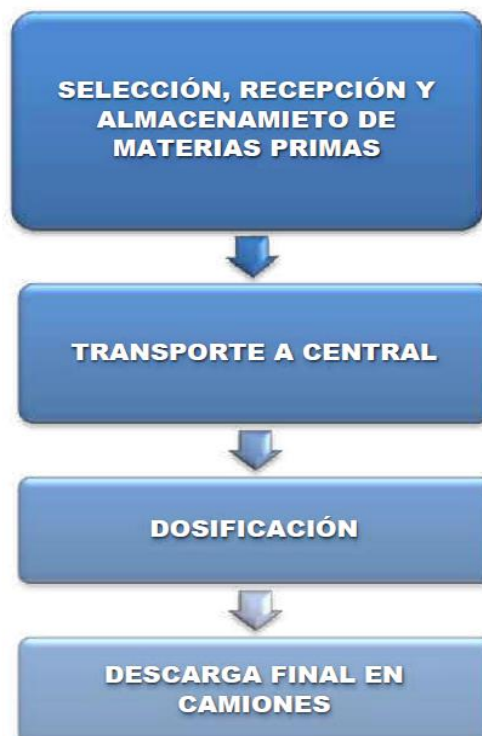 SELECCIÓN, RECEPCIÓN Y
ALMACENAMIETO DE
MATERIAS PRIMAS
TRANSPORTE A CENTRAL
DOSIFICACIÓN
DESCARGA FINAL EN
CAMIONES